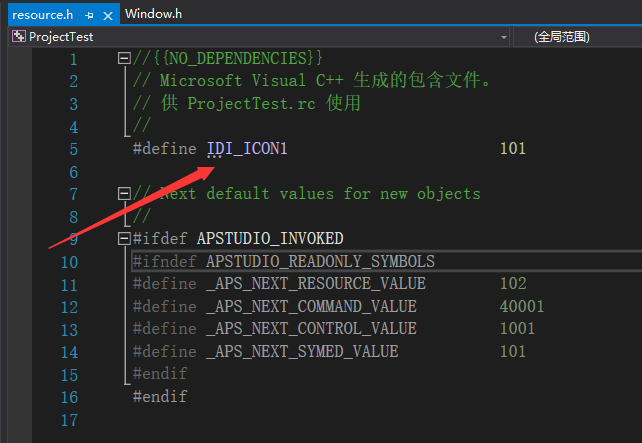 resource.h Window.h
ProjectTest (全局范围)
1 //{{NO_DEPENDENCIES}}
2 // Microsoft Visual C++ 生成的包含文件。
3 // 供 ProjectTest.rc 使用
4 //
5 #define IDI_ICON1 101
6
7 // Next default values for new objects
8 //
9 #ifdef APSTUDIO_INVOKED
10 #ifndef APSTUDIO_READONLY_SYMBOLS
11 #define _APS_NEXT_RESOURCE_VALUE 102
12 #define _APS_NEXT_COMMAND_VALUE 40001
13 #define _APS_NEXT_CONTROL_VALUE 1001
14 #define _APS_NEXT_SYMED_VALUE 101
15 #endif
16 #endif
17